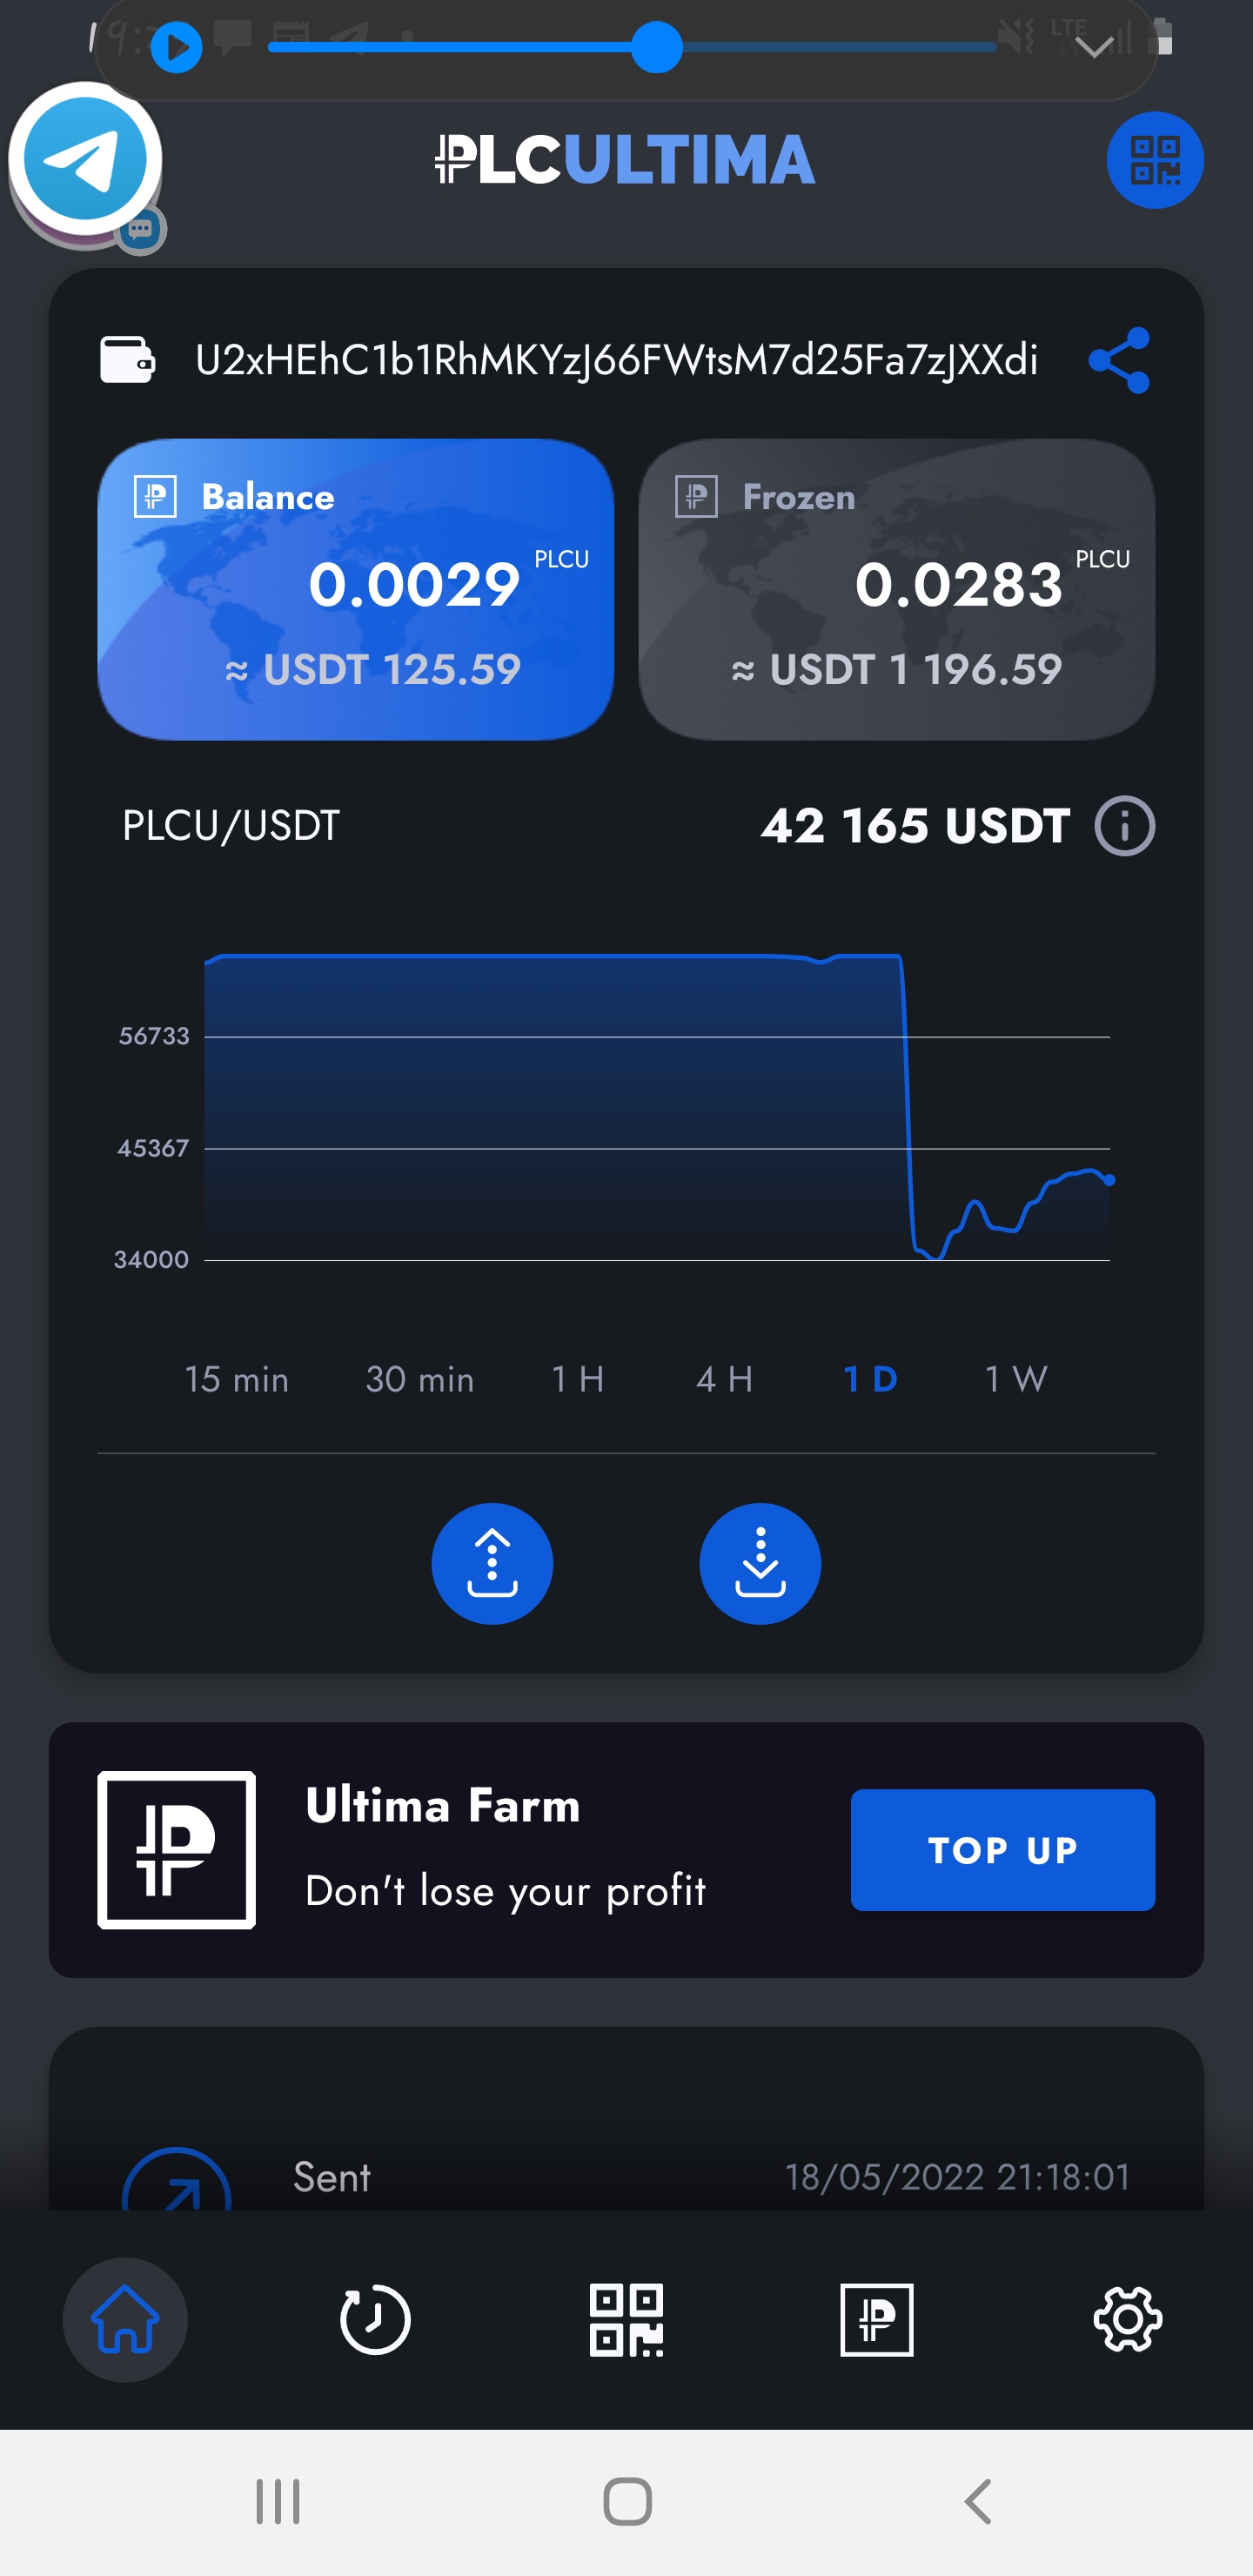 LTE
PLCULTIMA
U2xHEhC1b1RhMKYzJ66FWtsM7d25Fa7zJXXdi
Balance
0.0029 PLCU
≈ USDT 125.59
Frozen
0.0283 PLCU
≈ USDT 1 196.59
PLCU/USDT
42 165 USDT
56733
45367
34000
15 min 30 min 1 H 4 H 1 D 1 W
Ultima Farm
Don't lose your profit
TOP UP
Sent
18/05/2022 21:18:01